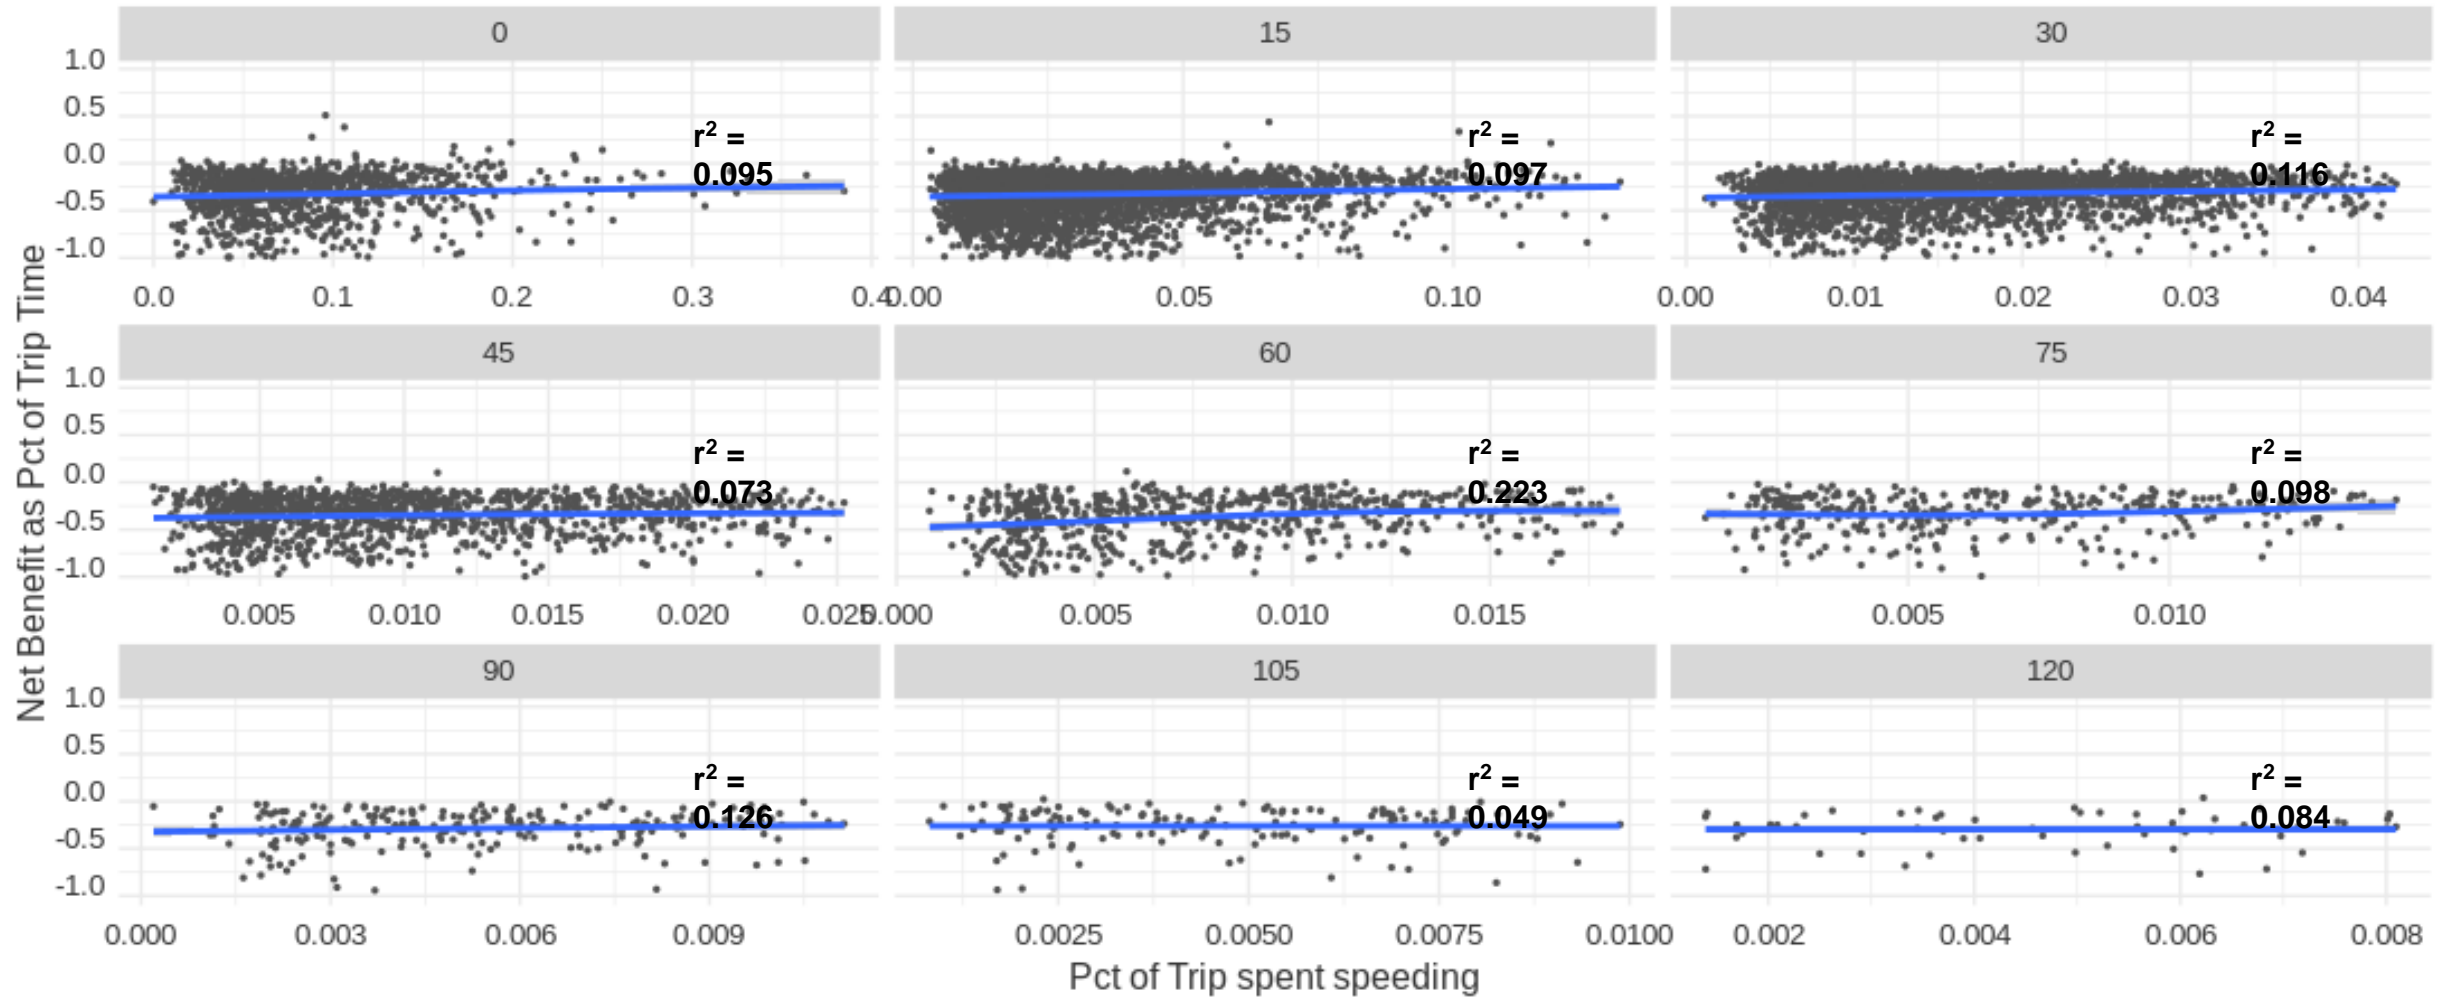 0 15 30
1.0
0.5
0.0
-0.5
-1.0
r² =
0.095
r² =
0.097
r² =
0.116
0.0 0.1 0.2 0.3 0.4 0.00 0.05 0.10 0.00 0.01 0.02 0.03 0.04
45 60 75
1.0
0.5
0.0
-0.5
-1.0
r² =
0.073
r² =
0.223
r² =
0.098
0.005 0.010 0.015 0.020 0.025 0.000 0.005 0.010 0.015 0.005 0.010
90 105 120
1.0
0.5
0.0
-0.5
-1.0
r² =
0.126
r² =
0.049
r² =
0.084
0.000 0.003 0.006 0.009 0.0025 0.0050 0.0075 0.0100 0.002 0.004 0.006 0.008
Net Benefit as Pct of Trip Time
Pct of Trip spent speeding